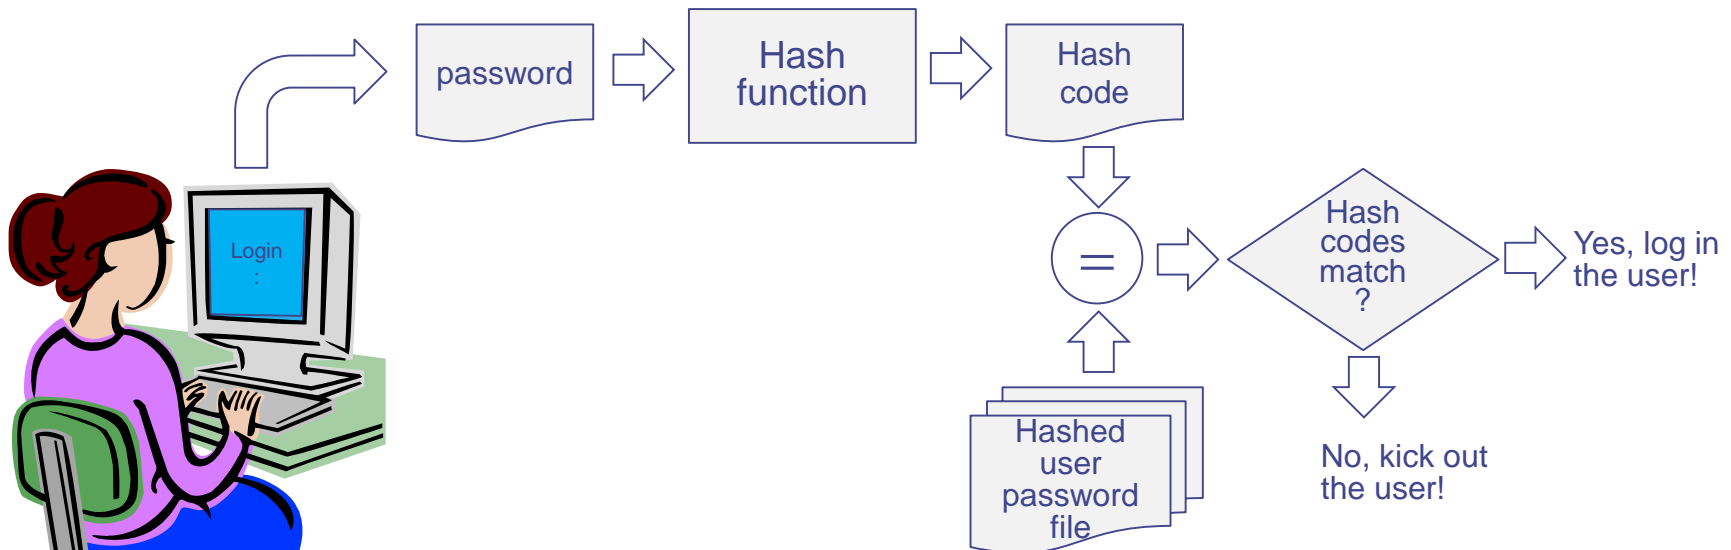 Login
:
password
Hash
function
Hash
code
=
Hashed
user
password
file
Hash
codes
match
?
Yes, log in
the user!
No, kick out
the user!